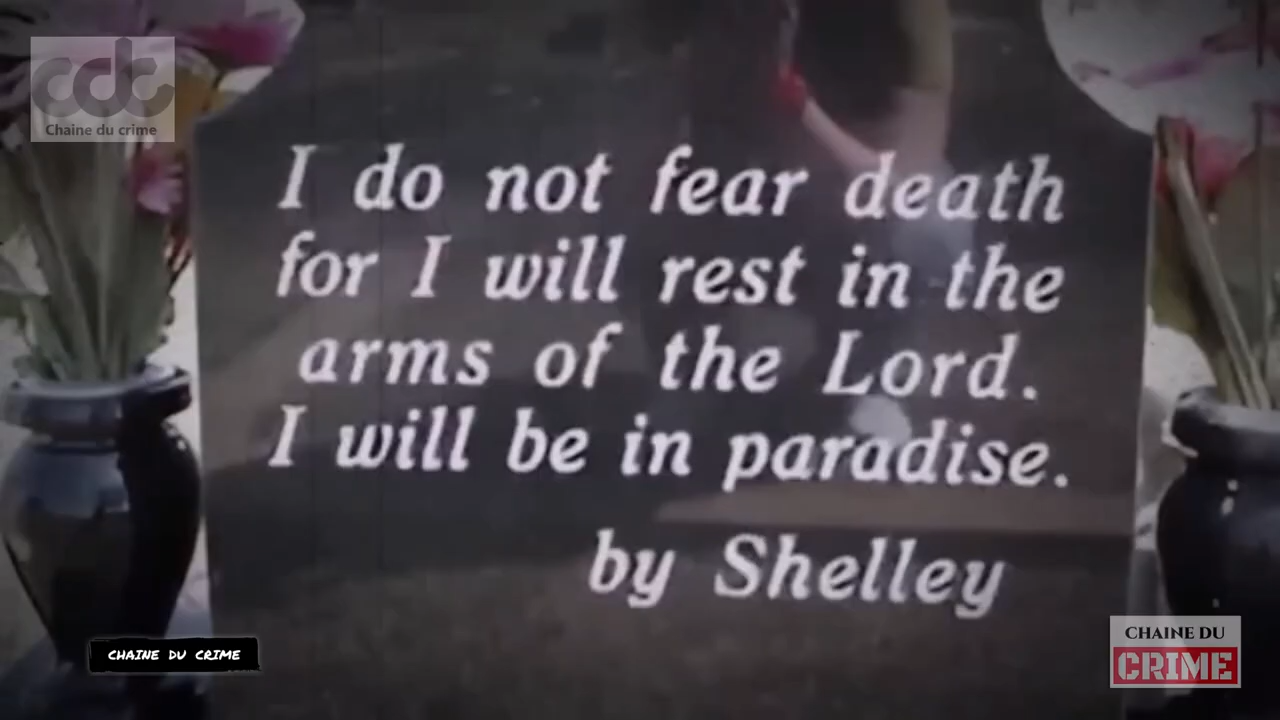 cdc
Chaine du crime
I do not fear death
for I will rest in the
arms of the Lord.
I will be in paradise.
by Shelley
CHAINE DU CRIME
CHAINE DU
CRIME